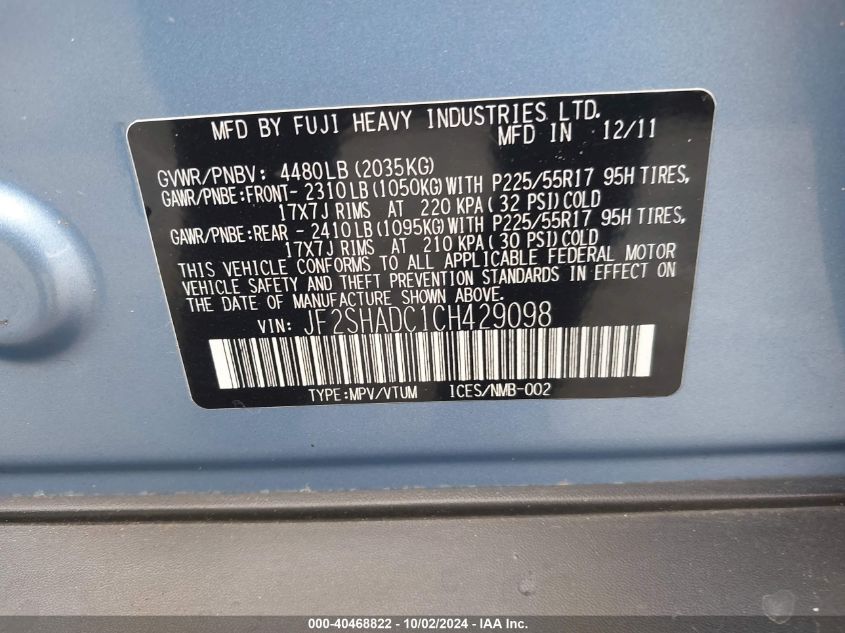 MFD BY FUJI HEAVY INDUSTRIES LTD.
MFD IN 12/11
GVWR/PNBV: 4480LB (2035KG)
GAWR/PNBE:FRONT- 2310LB (1050KG) WITH P225/55R17 95H TIRES,
17X7J RIMS AT 220 KPA ( 32 PSI) COLD
GAWR/PNBE:REAR - 2410LB (1095KG) WITH P225/55R17 95H TIRES,
17X7J RIMS AT 210 KPA ( 30 PSI) COLD
THIS VEHICLE CONFORMS TO ALL APPLICABLE FEDERAL MOTOR
VEHICLE SAFETY AND THEFT PREVENTION STANDARDS IN EFFECT ON
THE DATE OF MANUFACTURE SHOWN ABOVE.
VIN: JF2SHADC1CH429098
TYPE:MPV/VTUM ICES/NMB-002
000-40468822 - 10/02/2024 - IAA Inc.